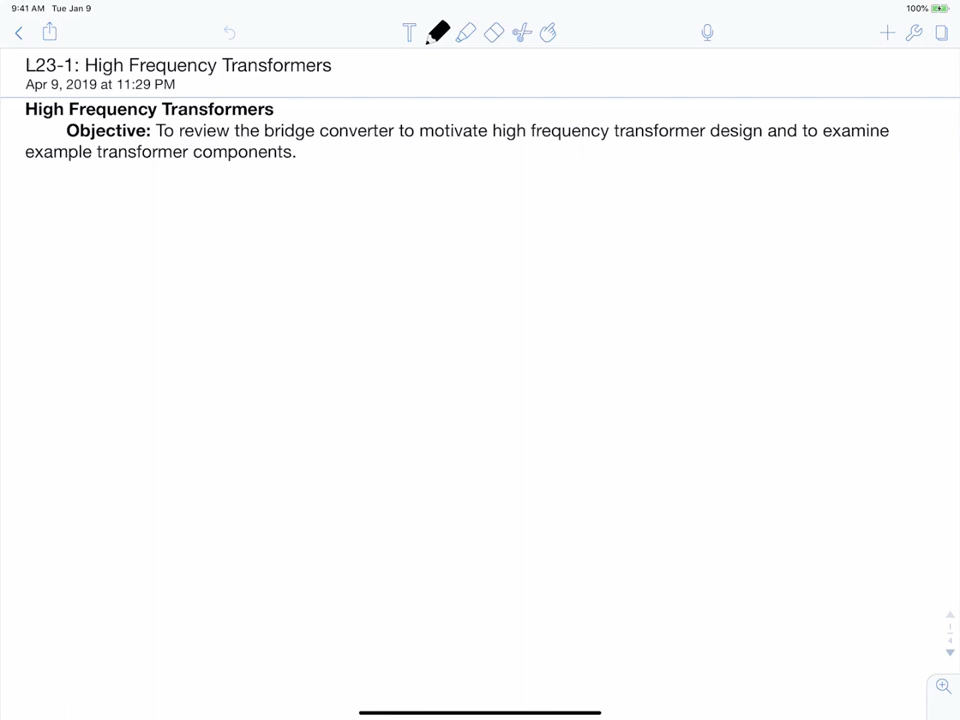 9:41 AM Tue Jan 9
100%
T
L23-1: High Frequency Transformers
Apr 9, 2019 at 11:29 PM
High Frequency Transformers
Objective: To review the bridge converter to motivate high frequency transformer design and to examine
example transformer components.
1
4